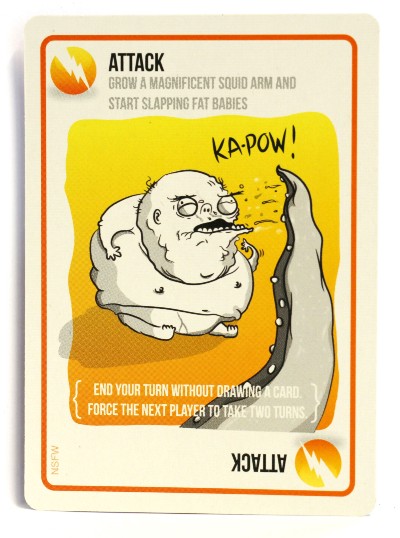 ATTACK
GROW A MAGNIFICENT SQUID ARM AND
START SLAPPING FAT BABIES
KA-POW!
END YOUR TURN WITHOUT DRAWING A CARD.
FORCE THE NEXT PLAYER TO TAKE TWO TURNS.
NSFW
ATTACK